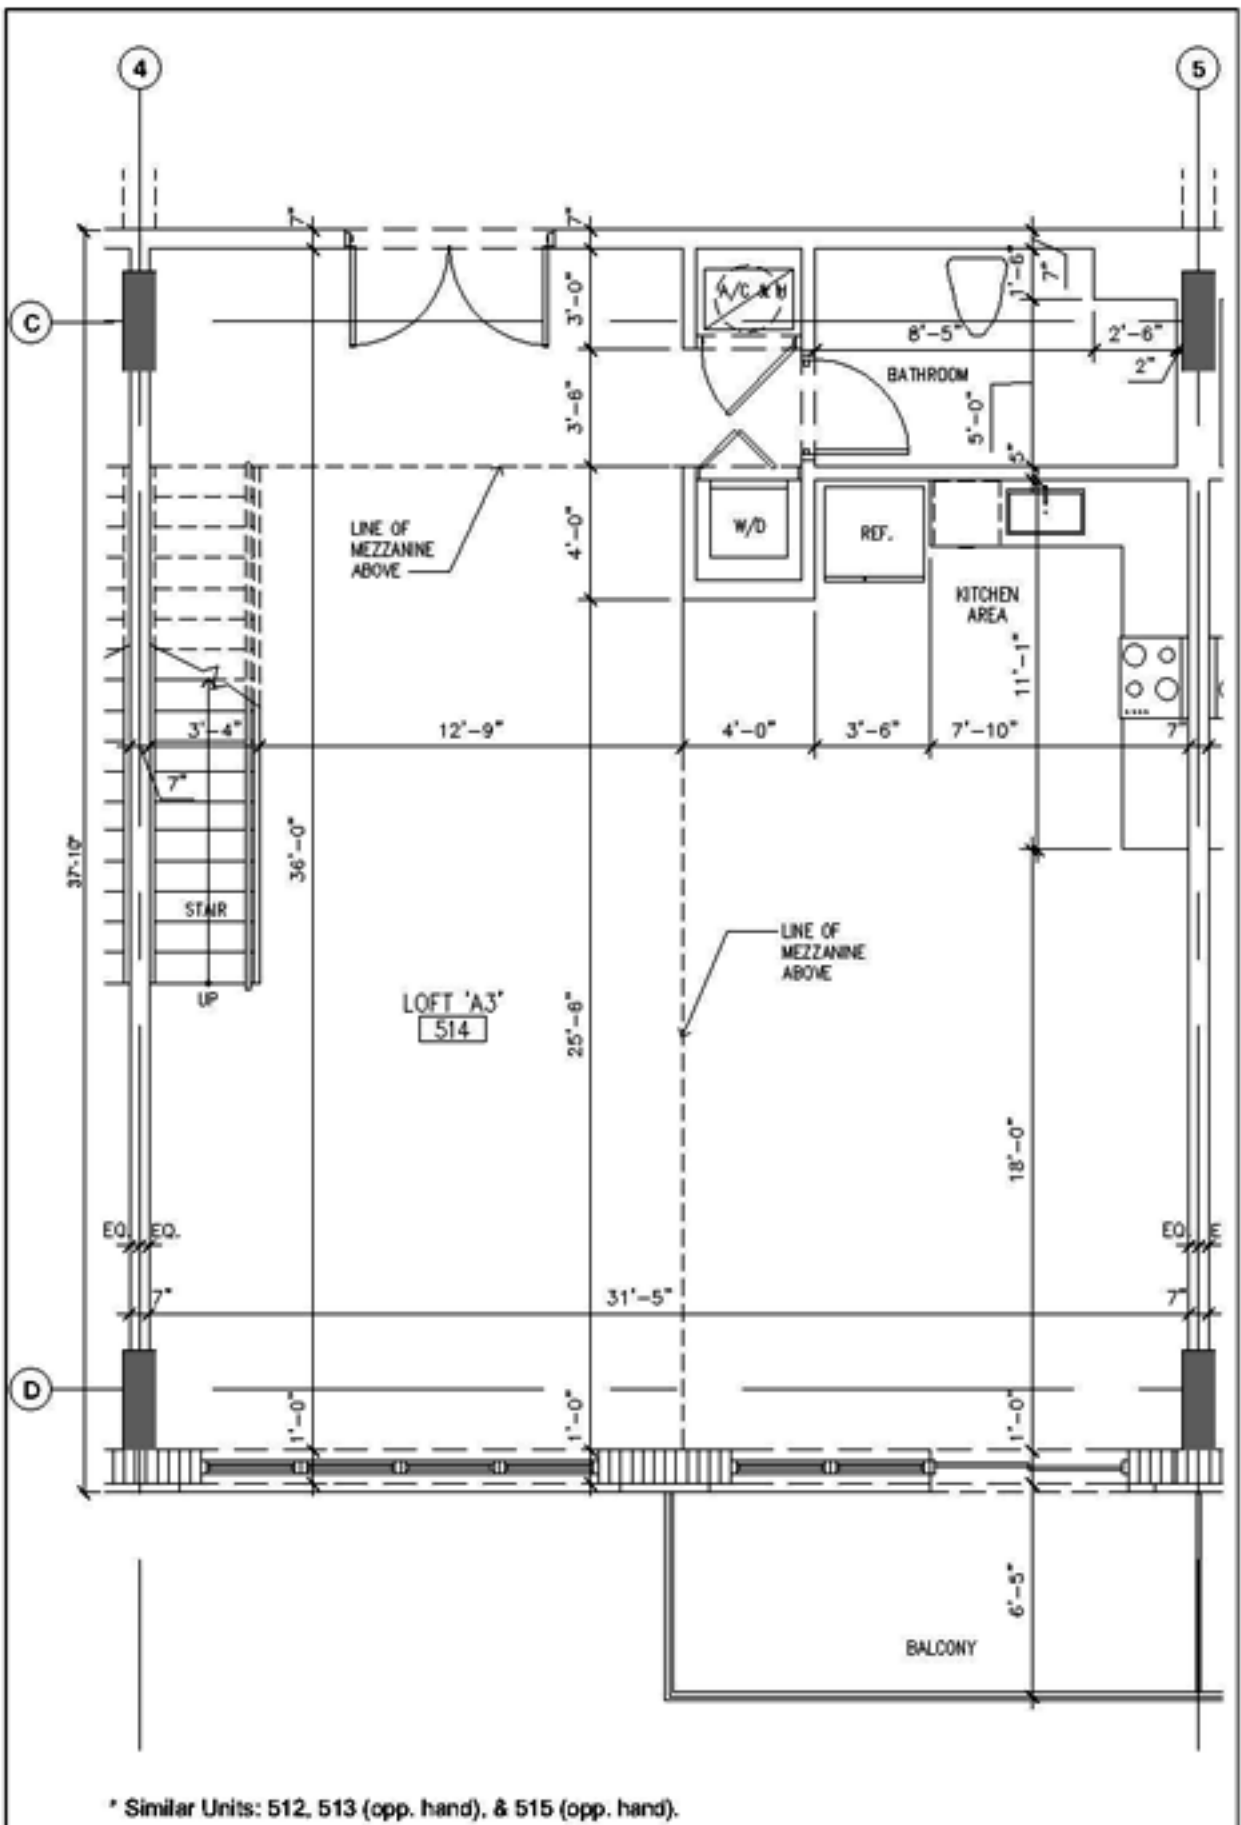 4
5
7"
7"
C
A/C & H
3'-0"
1'-6"
7"
8'-5"
2'-6"
2"
BATHROOM
3'-6"
5'-0"
5"
LINE OF
MEZZANINE
ABOVE
4'-0"
W/D
REF.
KITCHEN
AREA
11'-1"
3'-4"
12'-9"
4'-0"
3'-6"
7'-10"
7"
7"
37'-10"
36'-0"
STAIR
UP
LINE OF
MEZZANINE
ABOVE
LOFT 'A3'
514
25'-6"
18'-0"
EQ.
EQ.
EQ.
E
7"
31'-5"
7"
D
1'-0"
1'-0"
1'-0"
6'-5"
BALCONY
* Similar Units: 512, 513 (opp. hand), & 515 (opp. hand).